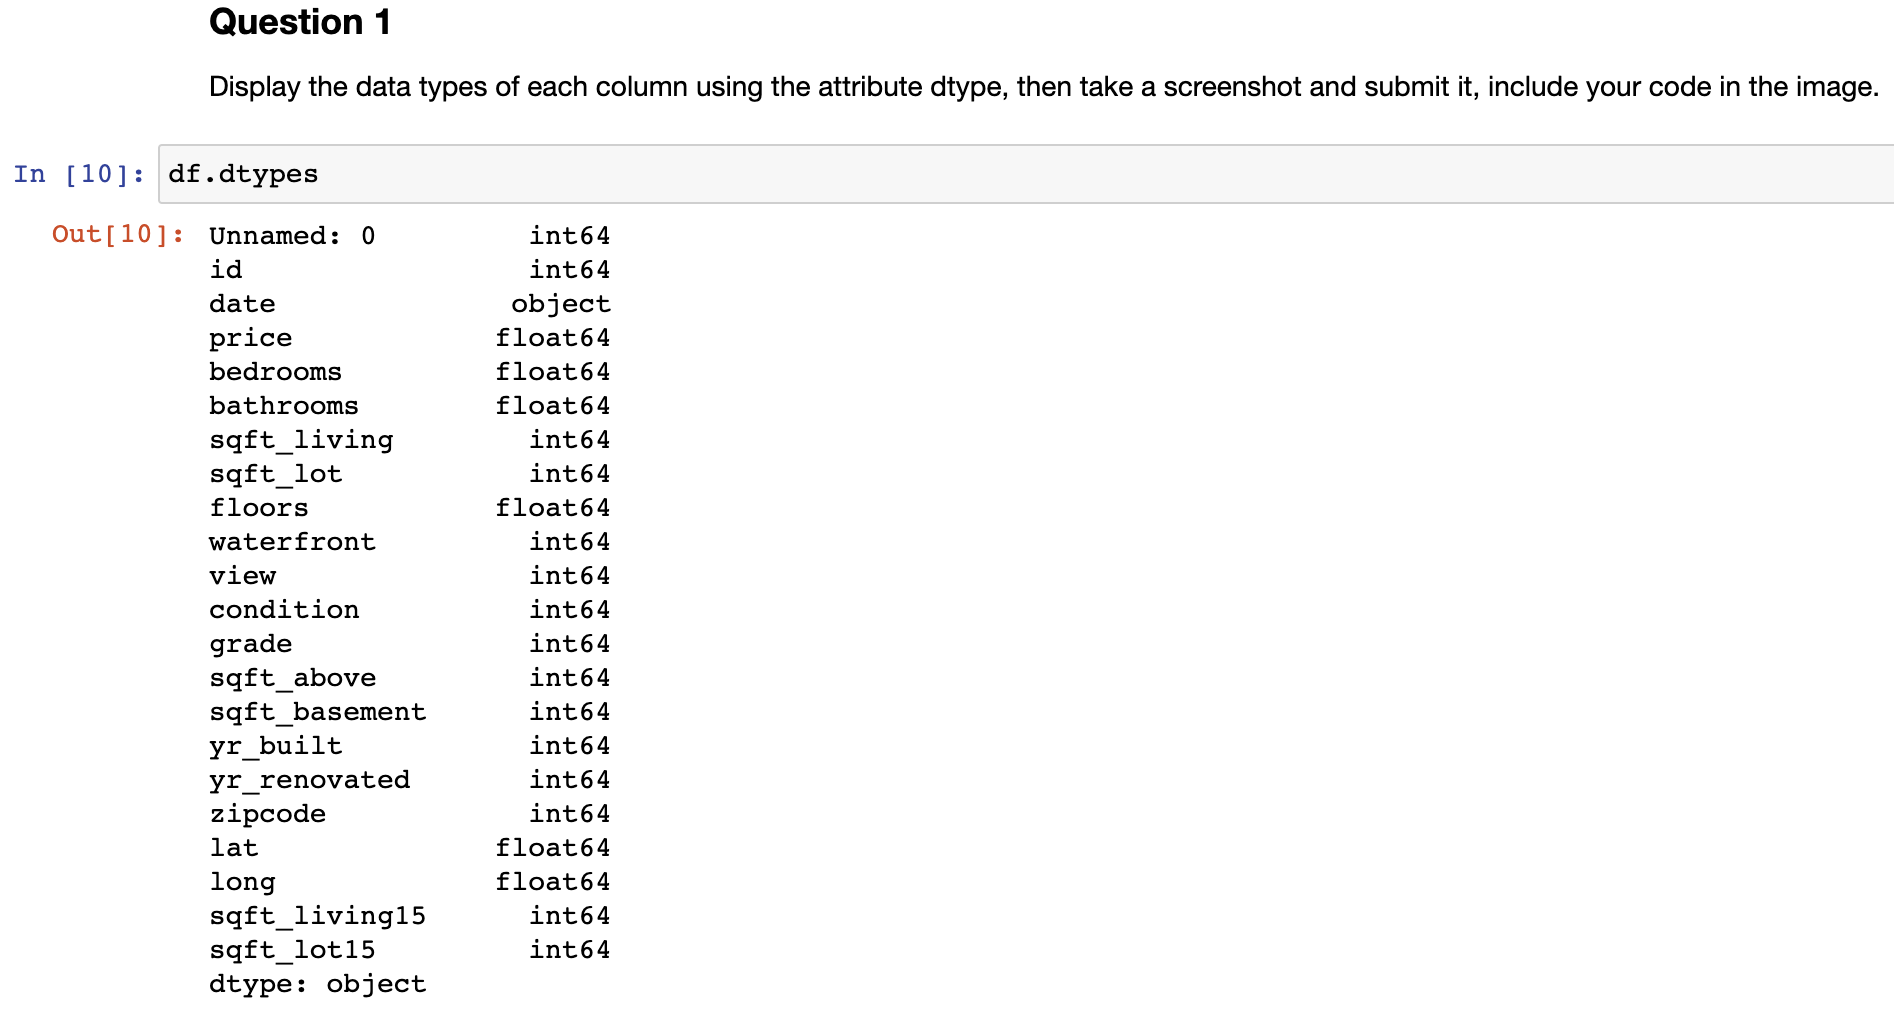 Question 1
Display the data types of each column using the attribute dtype, then take a screenshot and submit it, include your code in the image.
In [10]: df.dtypes
Out[10]: Unnamed: 0 int64
id int64
date object
price float64
bedrooms float64
bathrooms float64
sqft_living int64
sqft_lot int64
floors float64
waterfront int64
view int64
condition int64
grade int64
sqft_above int64
sqft_basement int64
yr_built int64
yr_renovated int64
zipcode int64
lat float64
long float64
sqft_living15 int64
sqft_lot15 int64
dtype: object